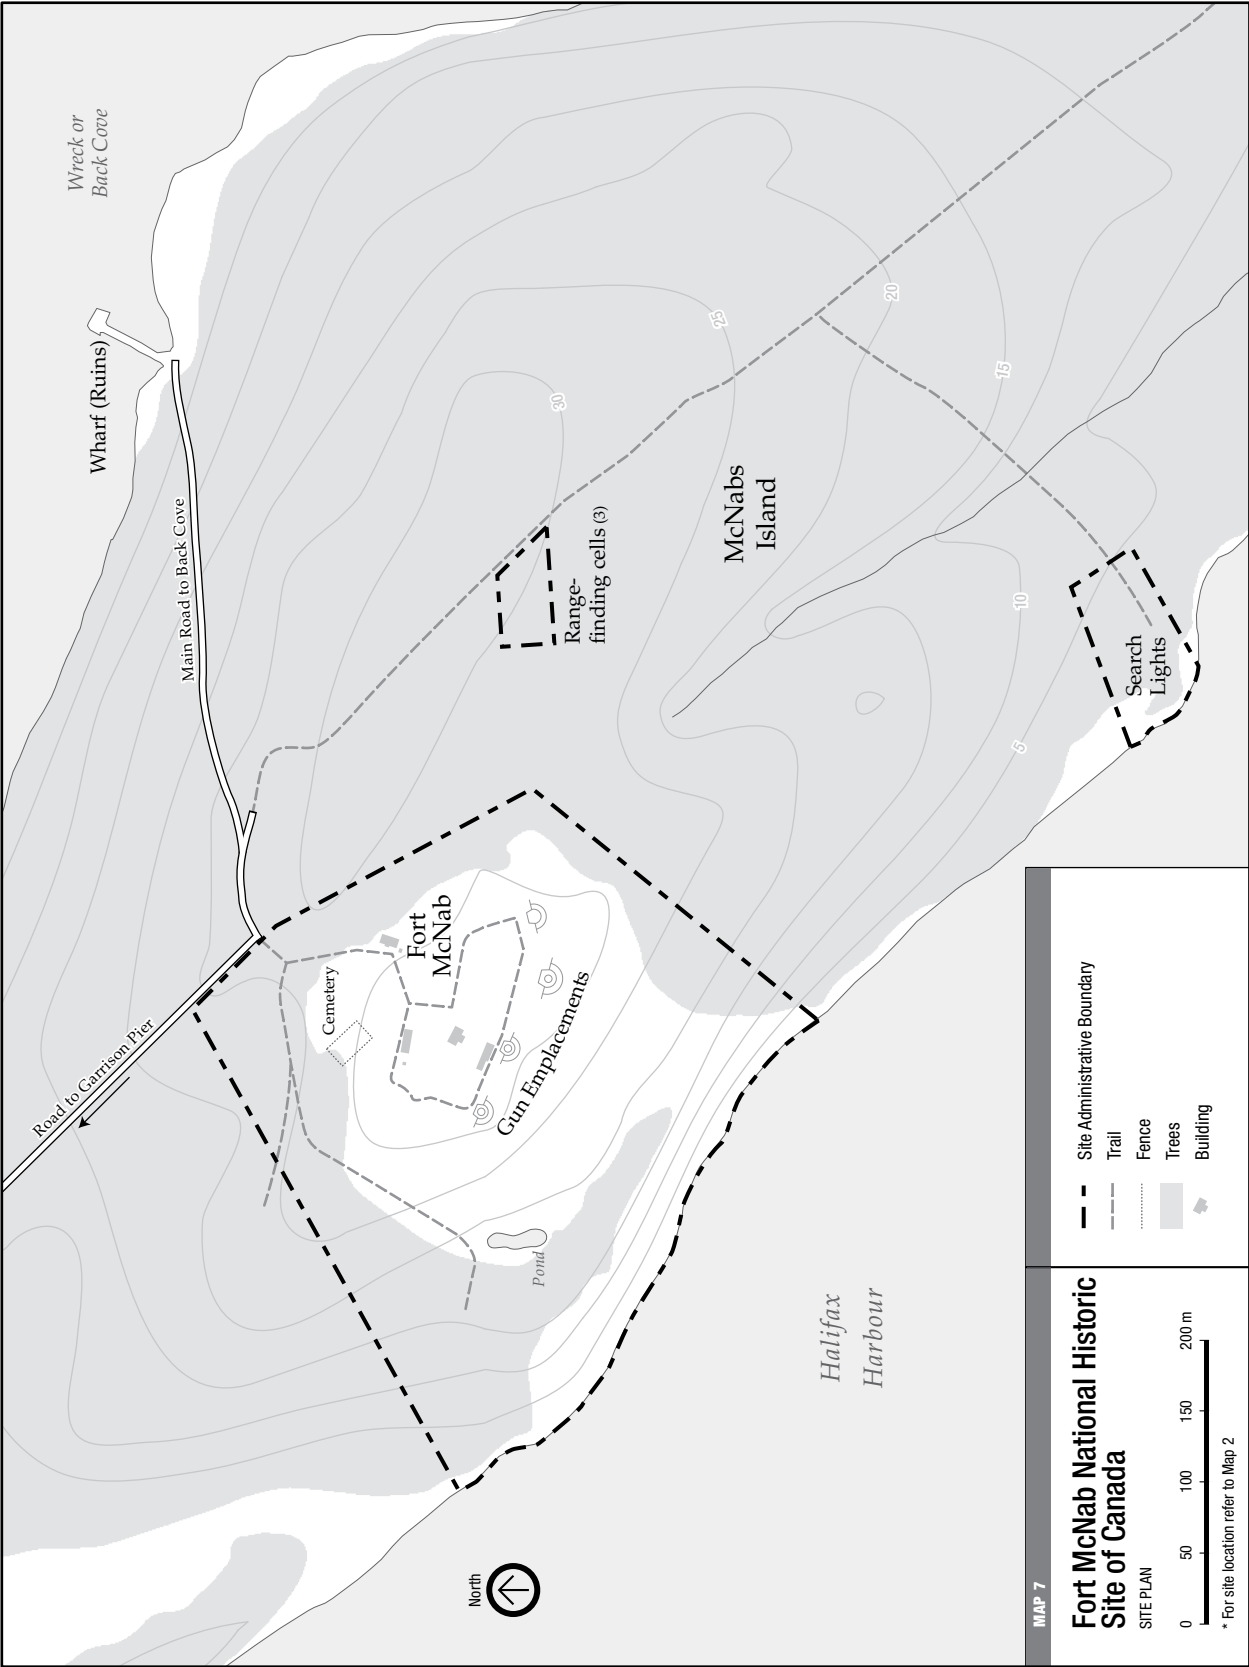 Wreck or
Back Cove
Wharf (Ruins)
Main Road to Back Cove
Road to Garrison Pier
Cemetery
Fort
McNab
Gun Emplacements
Pond
Range-
finding cells (3)
McNabs
Island
Search
Lights
30
25
20
15
10
5
Halifax
Harbour
North
MAP 7
Fort McNab National Historic
Site of Canada
SITE PLAN
0 50 100 150 200 m
* For site location refer to Map 2
Site Administrative Boundary
Trail
Fence
Trees
Building